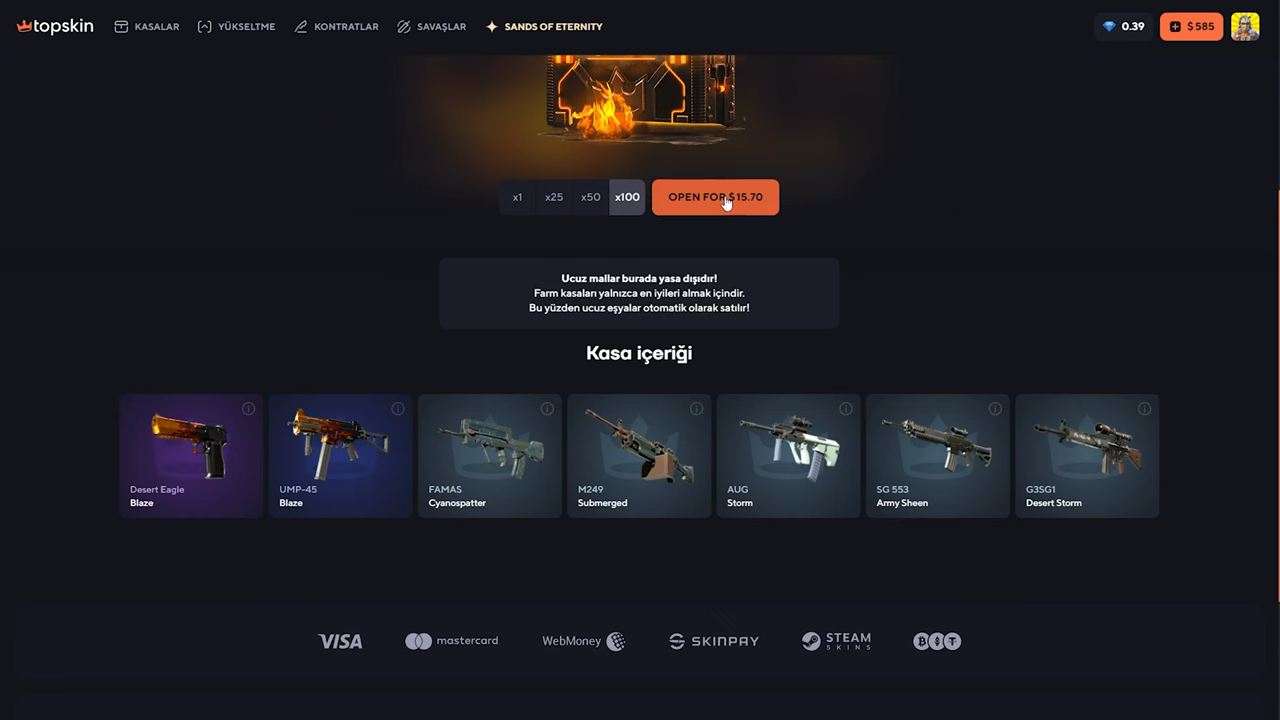 topskin
KASALAR
YÜKSELTME
KONTRATLAR
SAVAŞLAR
SANDS OF ETERNITY
0.39
$ 585
x1
x25
x50
x100
OPEN FOR $ 15.70
Ucuz mallar burada yasa dışıdır!
Farm kasaları yalnızca en iyileri almak içindir.
Bu yüzden ucuz eşyalar otomatik olarak satılır!
Kasa içeriği
Desert Eagle
Blaze
UMP-45
Blaze
FAMAS
Cyanospatter
M249
Submerged
AUG
Storm
SG 553
Army Sheen
G3SG1
Desert Storm
VISA
mastercard
WebMoney
SKINPAY
STEAM
SKINS